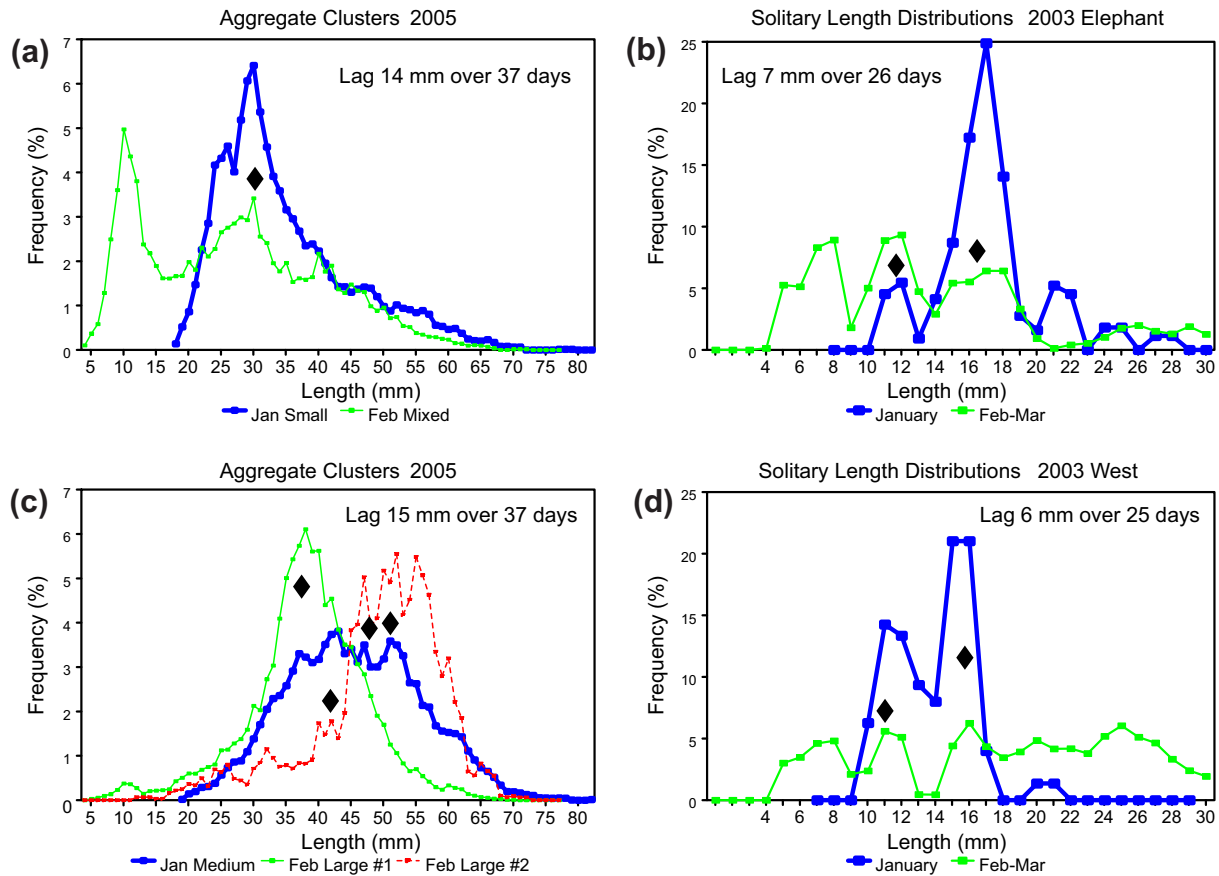 (a)
Aggregate Clusters 2005
Lag 14 mm over 37 days
Frequency (%)
7
6
5
4
3
2
1
0
5 10 15 20 25 30 35 40 45 50 55 60 65 70 75 80
Length (mm)
Jan Small Feb Mixed
(b)
Solitary Length Distributions 2003 Elephant
Lag 7 mm over 26 days
Frequency (%)
25
20
15
10
5
0
4 6 8 10 12 14 16 18 20 22 24 26 28 30
Length (mm)
January Feb-Mar
(c)
Aggregate Clusters 2005
Lag 15 mm over 37 days
Frequency (%)
7
6
5
4
3
2
1
0
5 10 15 20 25 30 35 40 45 50 55 60 65 70 75 80
Length (mm)
Jan Medium Feb Large #1 Feb Large #2
(d)
Solitary Length Distributions 2003 West
Lag 6 mm over 25 days
Frequency (%)
25
20
15
10
5
0
4 6 8 10 12 14 16 18 20 22 24 26 28 30
Length (mm)
January Feb-Mar